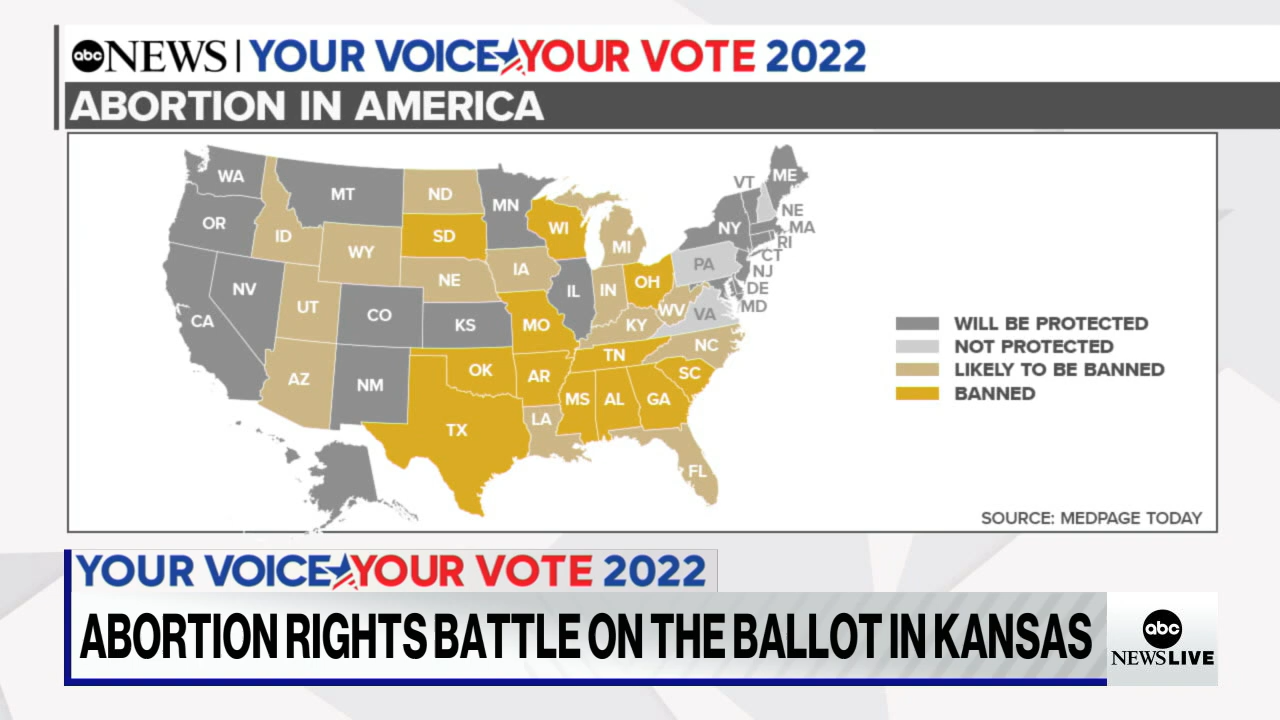 abc NEWS | YOUR VOICE YOUR VOTE 2022
ABORTION IN AMERICA
WA
MT
ND
MN
VT
ME
OR
ID
SD
WI
NY
NE
MA
WY
MI
RI
CT
NV
NE
IA
PA
NJ
UT
CO
IL
IN
OH
DE
CA
KS
MO
WV
VA
MD
KY
AZ
NM
OK
AR
TN
NC
TX
LA
MS
AL
GA
SC
FL
WILL BE PROTECTED
NOT PROTECTED
LIKELY TO BE BANNED
BANNED
SOURCE: MEDPAGE TODAY
YOUR VOICE YOUR VOTE 2022
ABORTION RIGHTS BATTLE ON THE BALLOT IN KANSAS
abc
NEWS LIVE